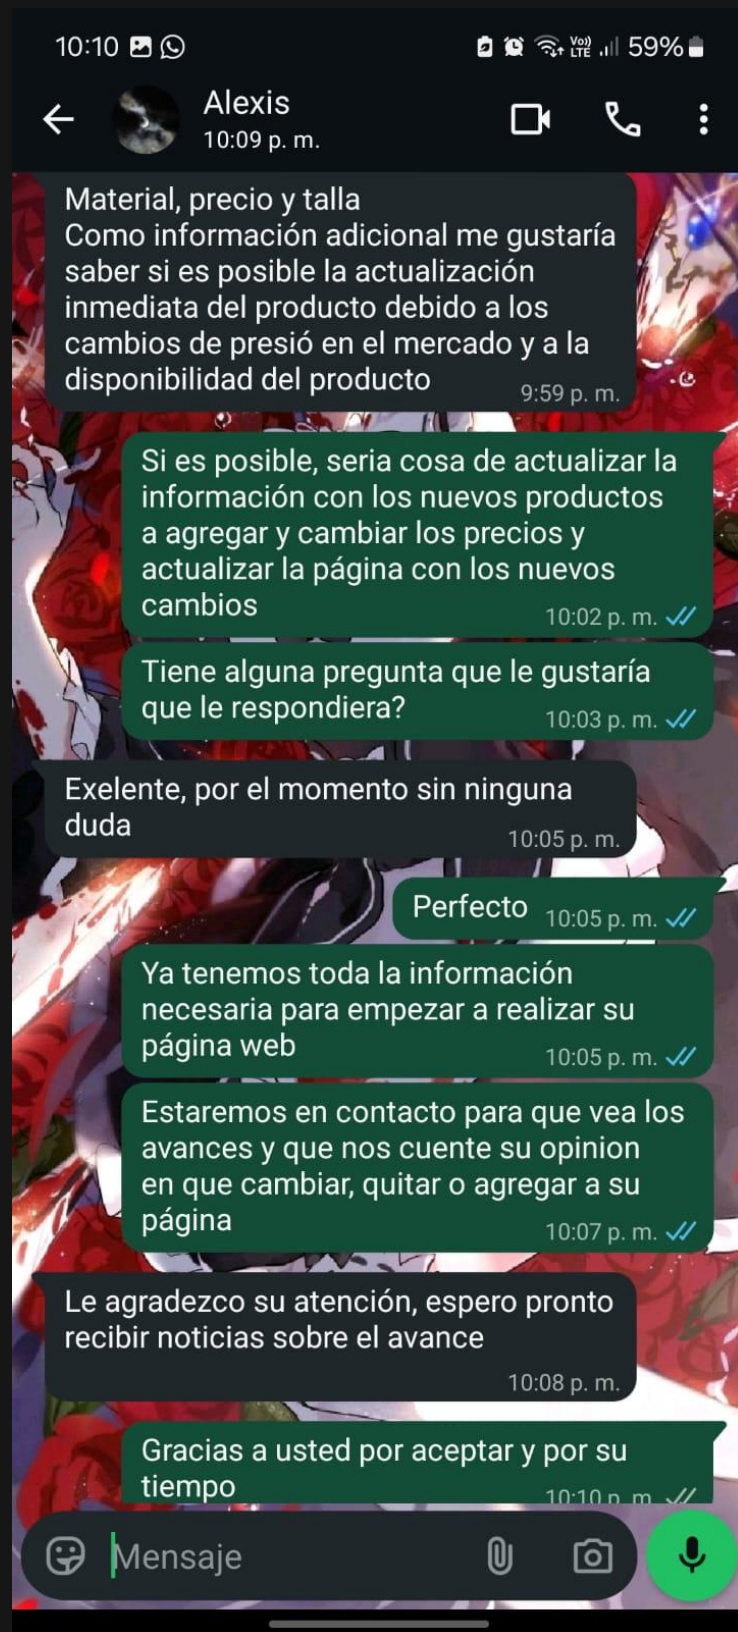 10:10
Vo))
LTE
59%
Alexis
10:09 p. m.
Material, precio y talla
Como información adicional me gustaría
saber si es posible la actualización
inmediata del producto debido a los
cambios de presió en el mercado y a la
disponibilidad del producto
9:59 p. m.
Si es posible, seria cosa de actualizar la
información con los nuevos productos
a agregar y cambiar los precios y
actualizar la página con los nuevos
cambios
10:02 p. m.
Tiene alguna pregunta que le gustaría
que le respondiera?
10:03 p. m.
Exelente, por el momento sin ninguna
duda
10:05 p. m.
Perfecto
10:05 p. m.
Ya tenemos toda la información
necesaria para empezar a realizar su
página web
10:05 p. m.
Estaremos en contacto para que vea los
avances y que nos cuente su opinion
en que cambiar, quitar o agregar a su
página
10:07 p. m.
Le agradezco su atención, espero pronto
recibir noticias sobre el avance
10:08 p. m.
Gracias a usted por aceptar y por su
tiempo
10:10 p. m.
Mensaje